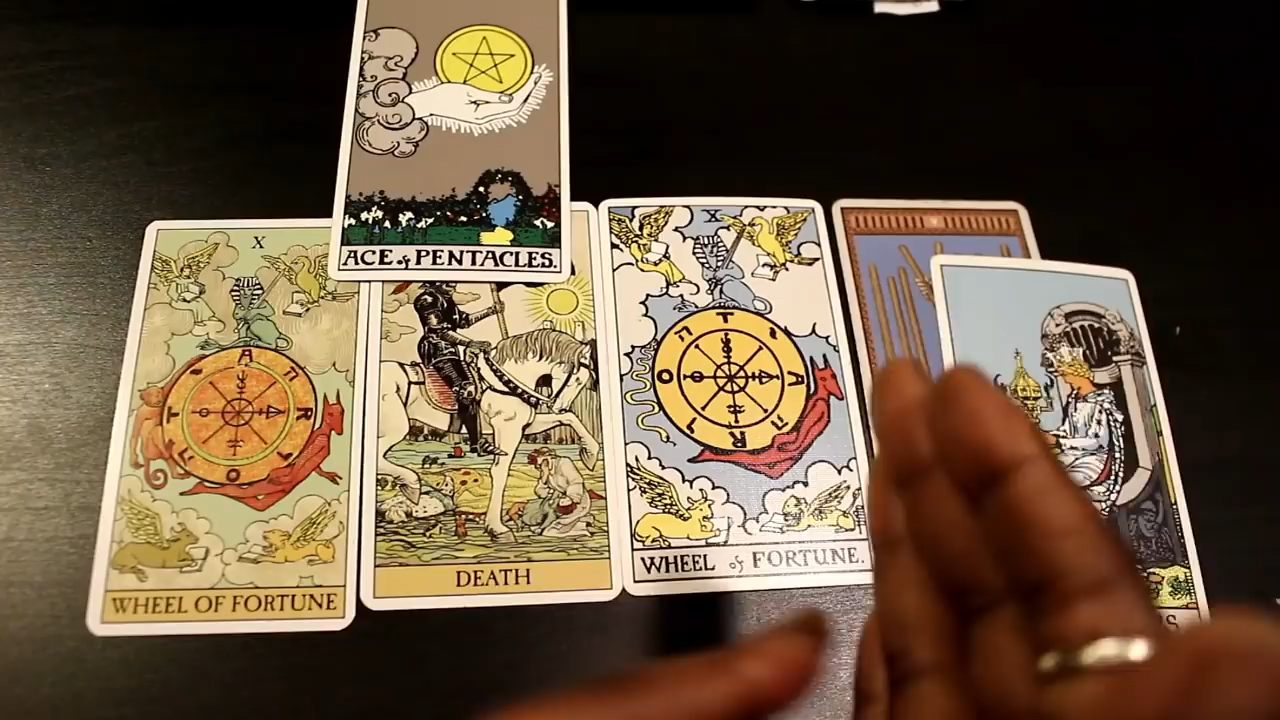 ACE of PENTACLES.
X
WHEEL OF FORTUNE
DEATH
X
WHEEL of FORTUNE.